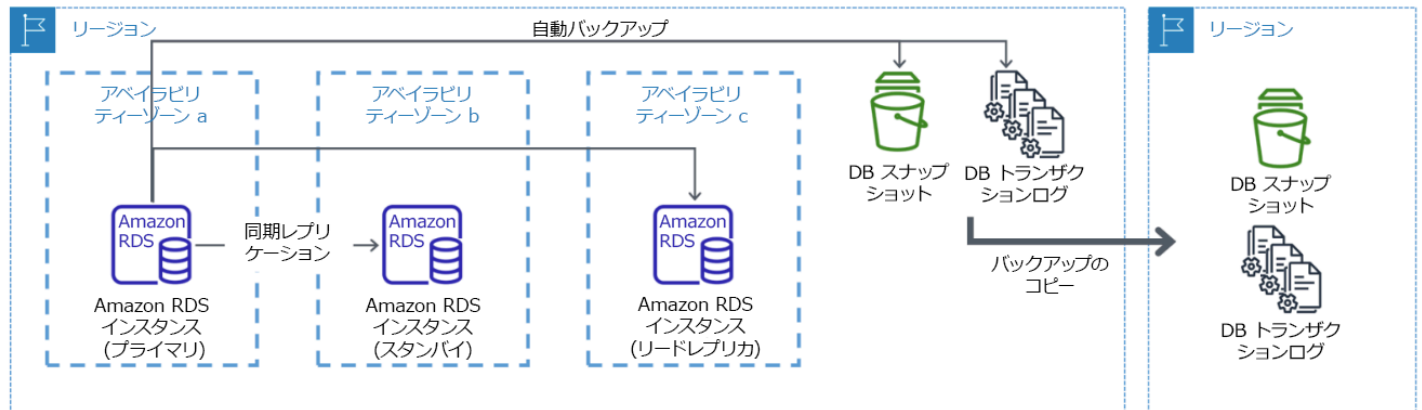 リージョン
自動バックアップ
リージョン
アベイラビリ
ティーゾーン a
アベイラビリ
ティーゾーン b
アベイラビリ
ティーゾーン c
DB スナップ
ショット
DB トランザク
ションログ
DB スナップ
ショット
Amazon
RDS
同期レプリ
ケーション
Amazon
RDS
Amazon
RDS
バックアップの
コピー
Amazon RDS
インスタンス
(プライマリ)
Amazon RDS
インスタンス
(スタンバイ)
Amazon RDS
インスタンス
(リードレプリカ)
DB トランザク
ションログ